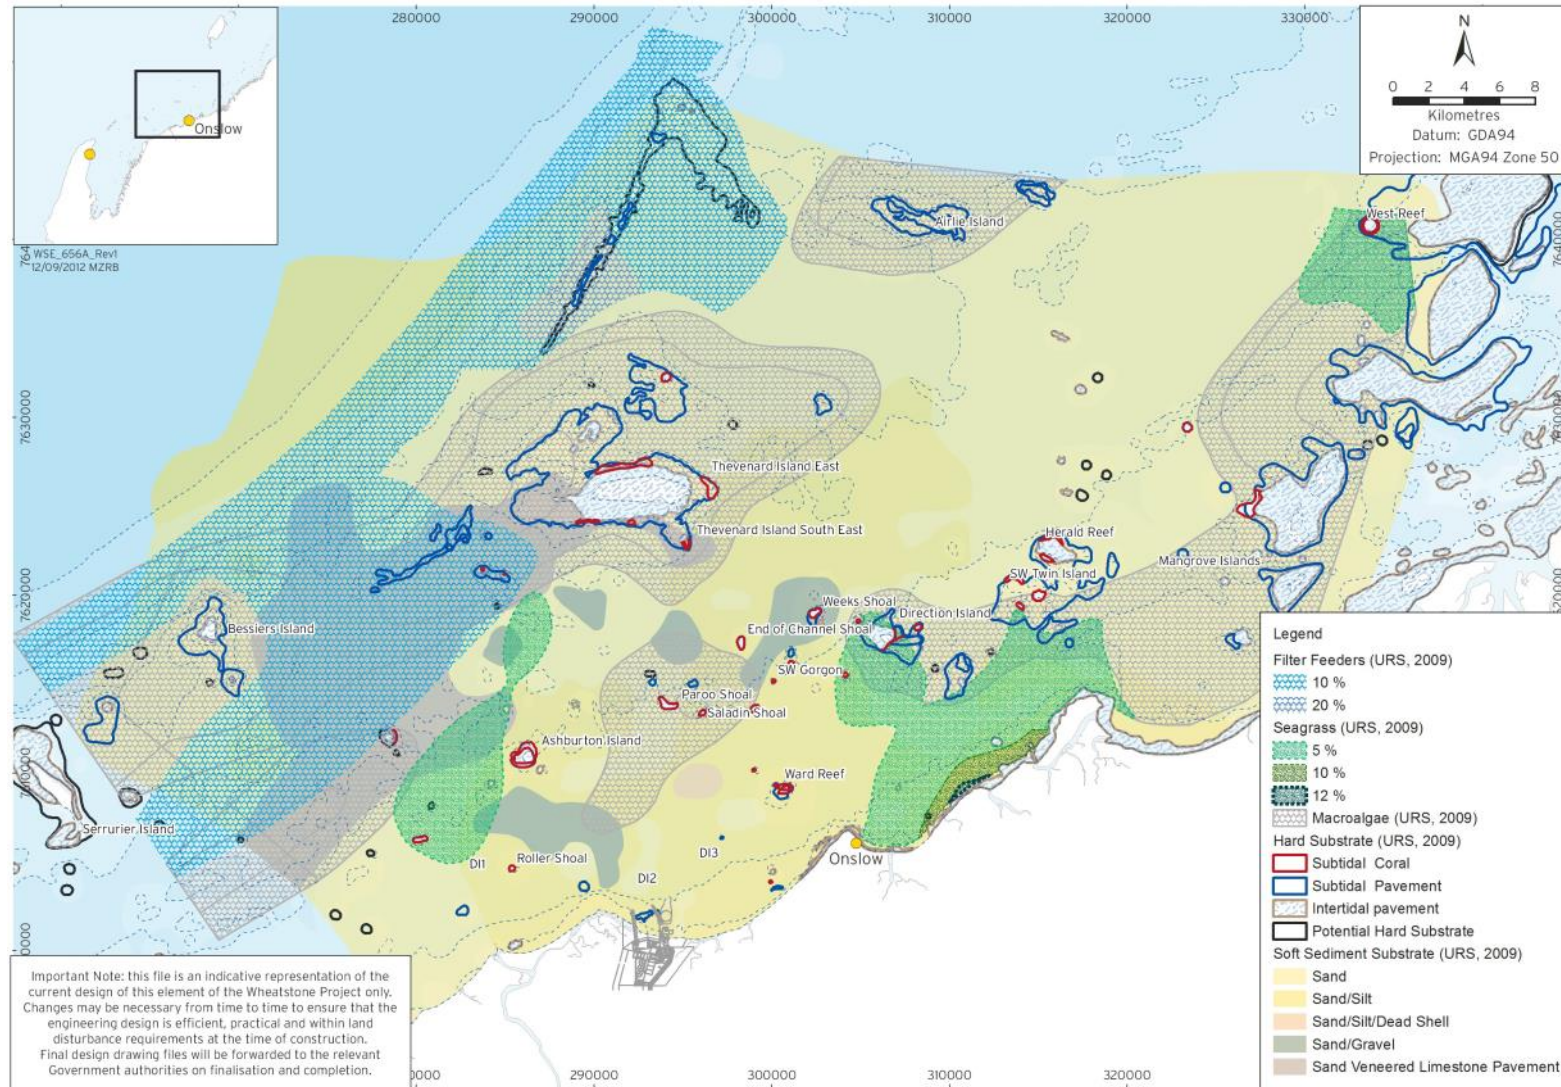 280000
290000
300000
310000
320000
330000
N
0 2 4 6 8
Kilometres
Datum: GDA94
Projection: MGA94 Zone 50
Onslow
WSE_656A_Rev1
12/09/2012 MZRB
7640000
West Reef
Airlie Island
7630000
7630000
Thevenard Island East
Thevenard Island South East
Herald Reef
Mangrove Islands
SW Twin Island
7620000
Weeks Shoal
Direction Island
Bessiers Island
End of Channel Shoal
SW Gorgon
Paroo Shoal
Saladin Shoal
Ashburton Island
Ward Reef
Serrurier Island
DI1
Roller Shoal
DI3
DI2
Onslow
Legend
Filter Feeders (URS, 2009)
10 %
20 %
Seagrass (URS, 2009)
5 %
10 %
12 %
Macroalgae (URS, 2009)
Hard Substrate (URS, 2009)
Subtidal Coral
Subtidal Pavement
Intertidal pavement
Potential Hard Substrate
Soft Sediment Substrate (URS, 2009)
Sand
Sand/Silt
Sand/Silt/Dead Shell
Sand/Gravel
Sand Veneered Limestone Pavement
Important Note: this file is an indicative representation of the
current design of this element of the Wheatstone Project only.
Changes may be necessary from time to time to ensure that the
engineering design is efficient, practical and within land
disturbance requirements at the time of construction.
Final design drawing files will be forwarded to the relevant
Government authorities on finalisation and completion.
290000
300000
310000
320000